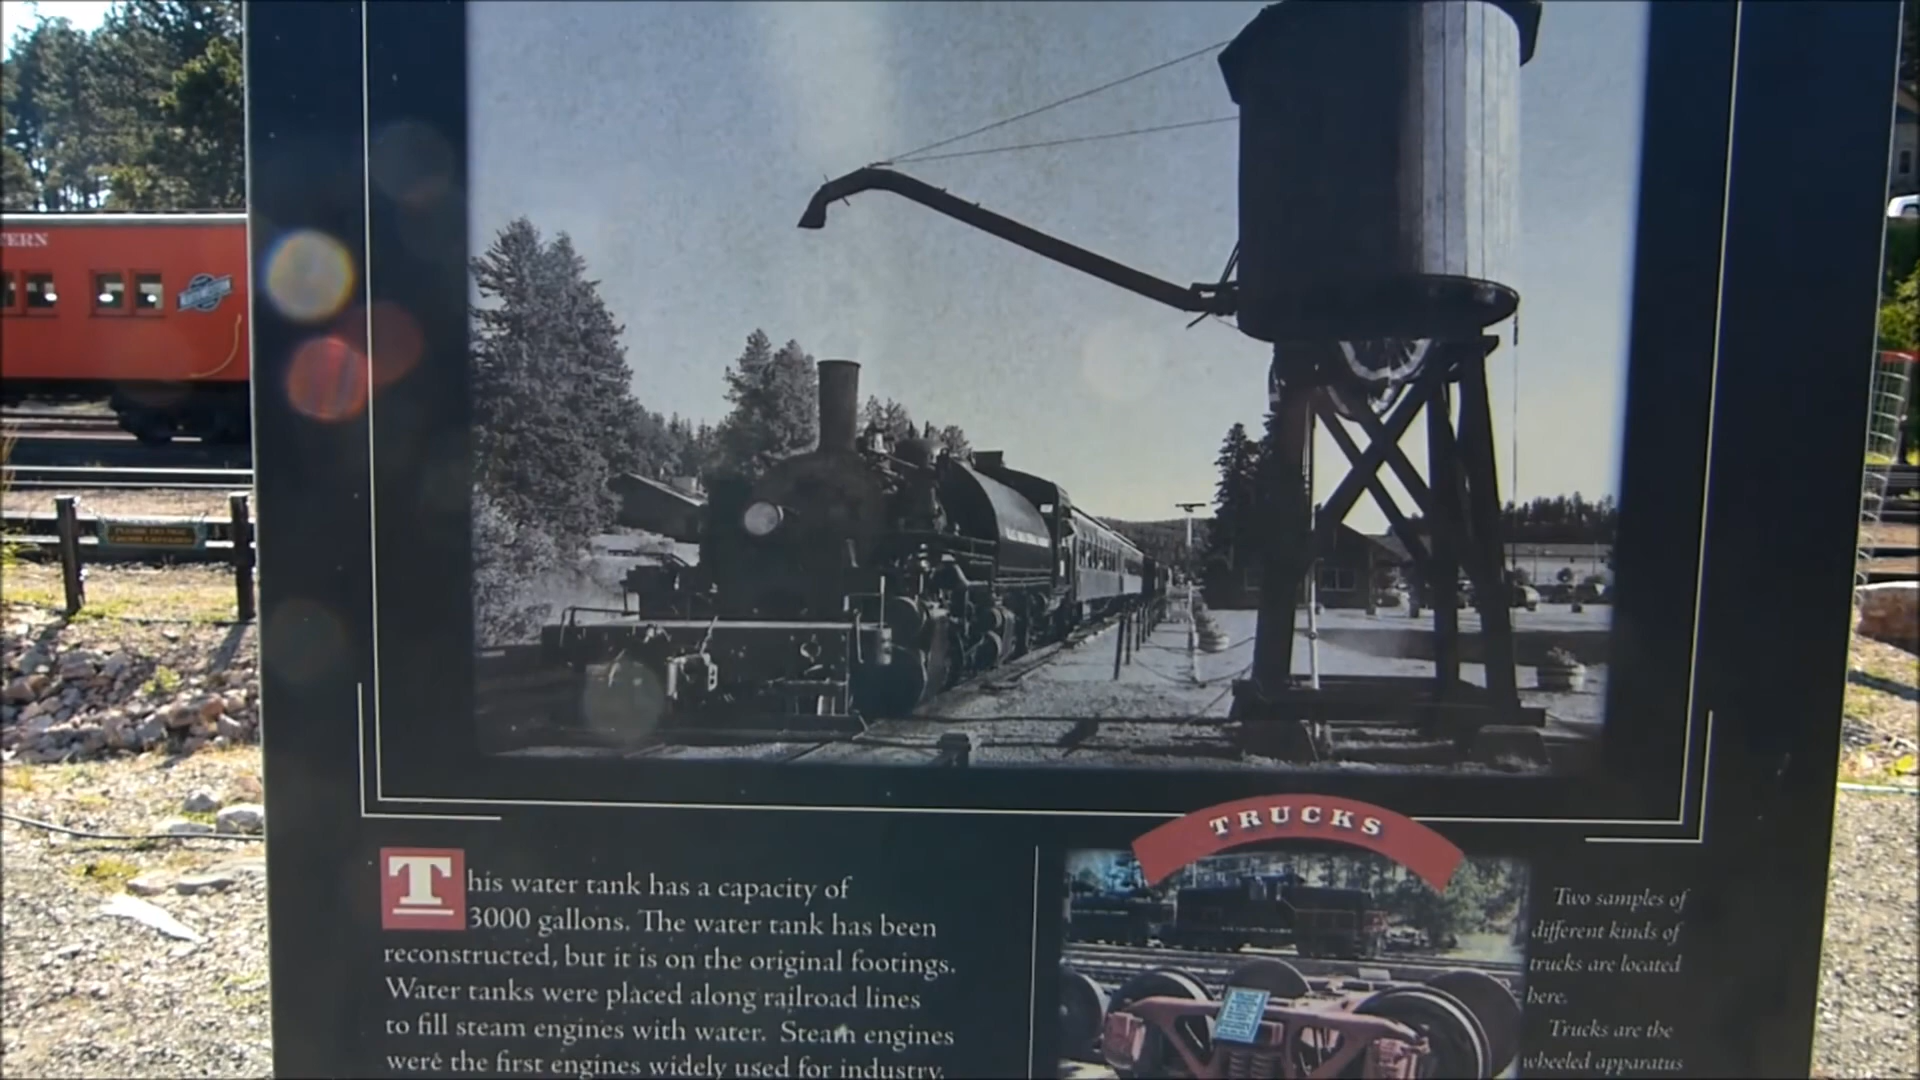 TERN
This water tank has a capacity of
3000 gallons. The water tank has been
reconstructed, but it is on the original footings.
Water tanks were placed along railroad lines
to fill steam engines with water. Steam engines
were the first engines widely used for industry.
TRUCKS
Two samples of
different kinds of
trucks are located
here.
Trucks are the
wheeled apparatus